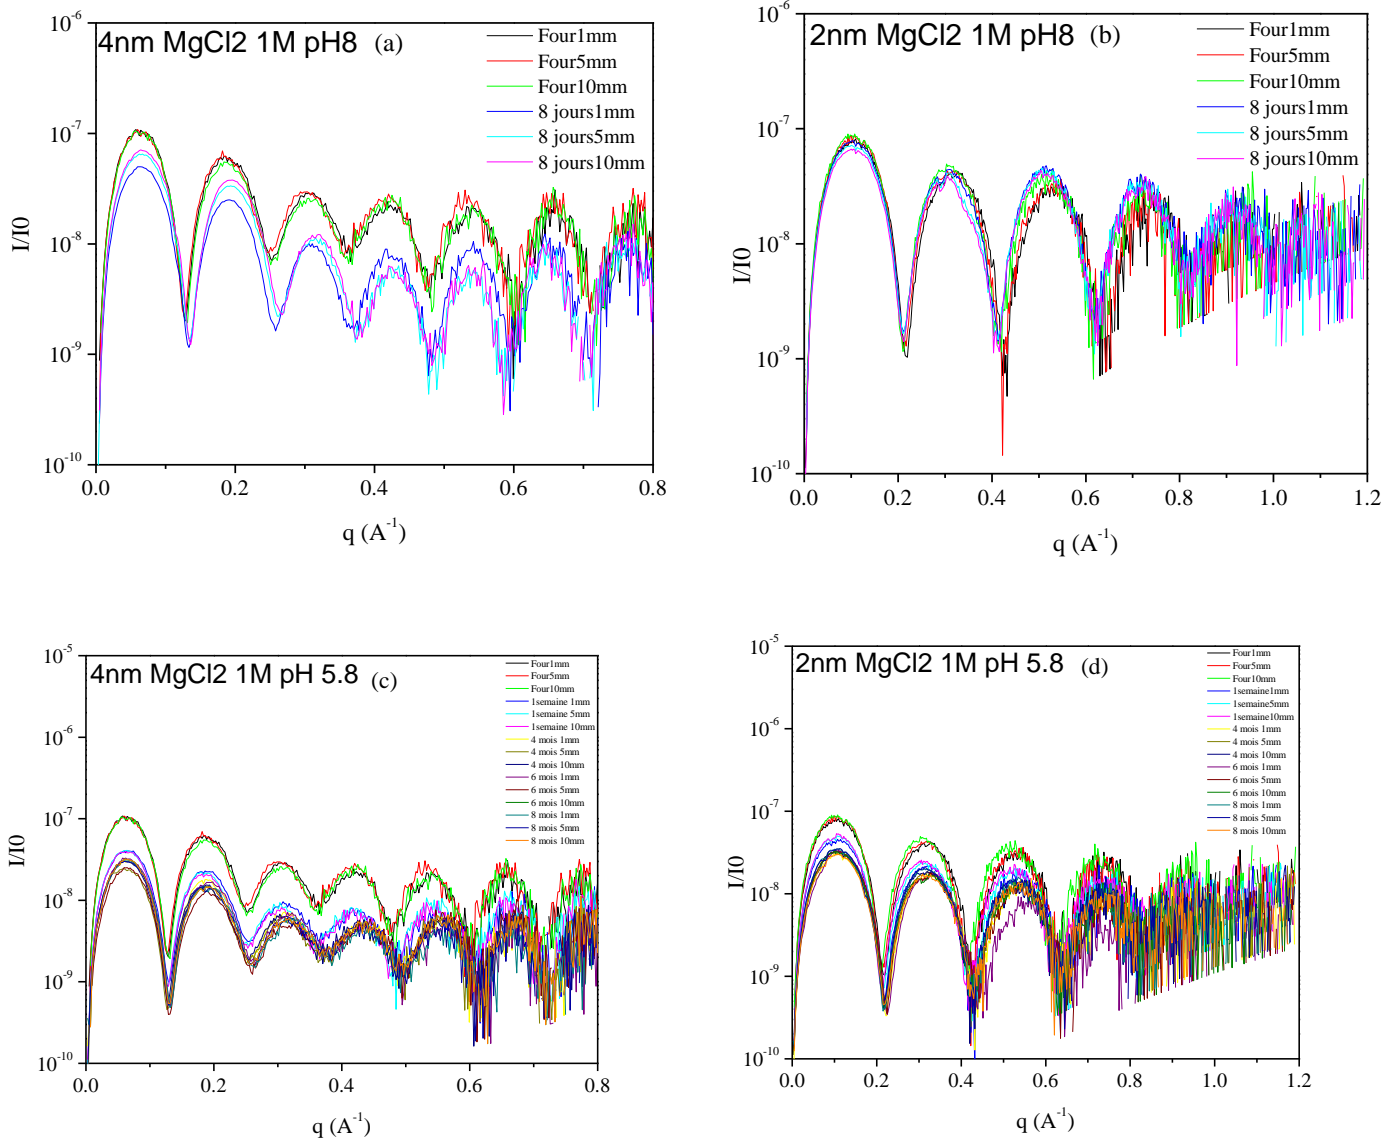 4nm MgCl2 1M pH8 (a)
Four1mm
Four5mm
Four10mm
8 jours1mm
8 jours5mm
8 jours10mm
10-6
10-7
10-8
10-9
10-10
I/I0
0.0 0.2 0.4 0.6 0.8
q (A-1)
2nm MgCl2 1M pH8 (b)
Four1mm
Four5mm
Four10mm
8 jours1mm
8 jours5mm
8 jours10mm
10-6
10-7
10-8
10-9
10-10
I/I0
0.0 0.2 0.4 0.6 0.8 1.0 1.2
q (A-1)
4nm MgCl2 1M pH 5.8 (c)
Four1mm
Four5mm
Four10mm
1semaine 1mm
1semaine 5mm
1semaine 10mm
4 mois 1mm
4 mois 5mm
4 mois 10mm
6 mois 1mm
6 mois 5mm
6 mois 10mm
8 mois 1mm
8 mois 5mm
8 mois 10mm
10-5
10-6
10-7
10-8
10-9
10-10
I/I0
0.0 0.2 0.4 0.6 0.8
q (A-1)
2nm MgCl2 1M pH 5.8 (d)
Four1mm
Four5mm
Four10mm
1semaine1mm
1semaine5mm
1semaine10mm
4 mois 1mm
4 mois 5mm
4 mois 10mm
6 mois 1mm
6 mois 5mm
6 mois 10mm
8 mois 1mm
8 mois 5mm
8 mois 10mm
10-5
10-6
10-7
10-8
10-9
10-10
I/I0
0.0 0.2 0.4 0.6 0.8 1.0 1.2
q (A-1)